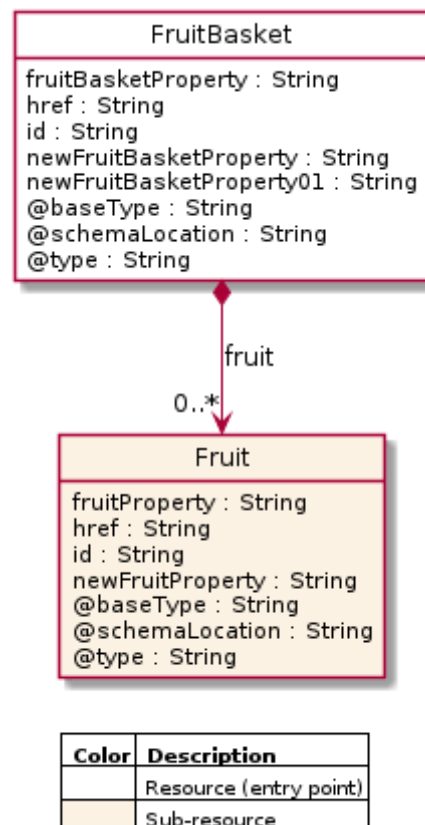 FruitBasket
fruitBasketProperty : String
href : String
id : String
newFruitBasketProperty : String
newFruitBasketProperty01 : String
@baseType : String
@schemaLocation : String
@type : String
fruit
0..*
Fruit
fruitProperty : String
href : String
id : String
newFruitProperty : String
@baseType : String
@schemaLocation : String
@type : String
Color Description
Resource (entry point)
Sub-resource